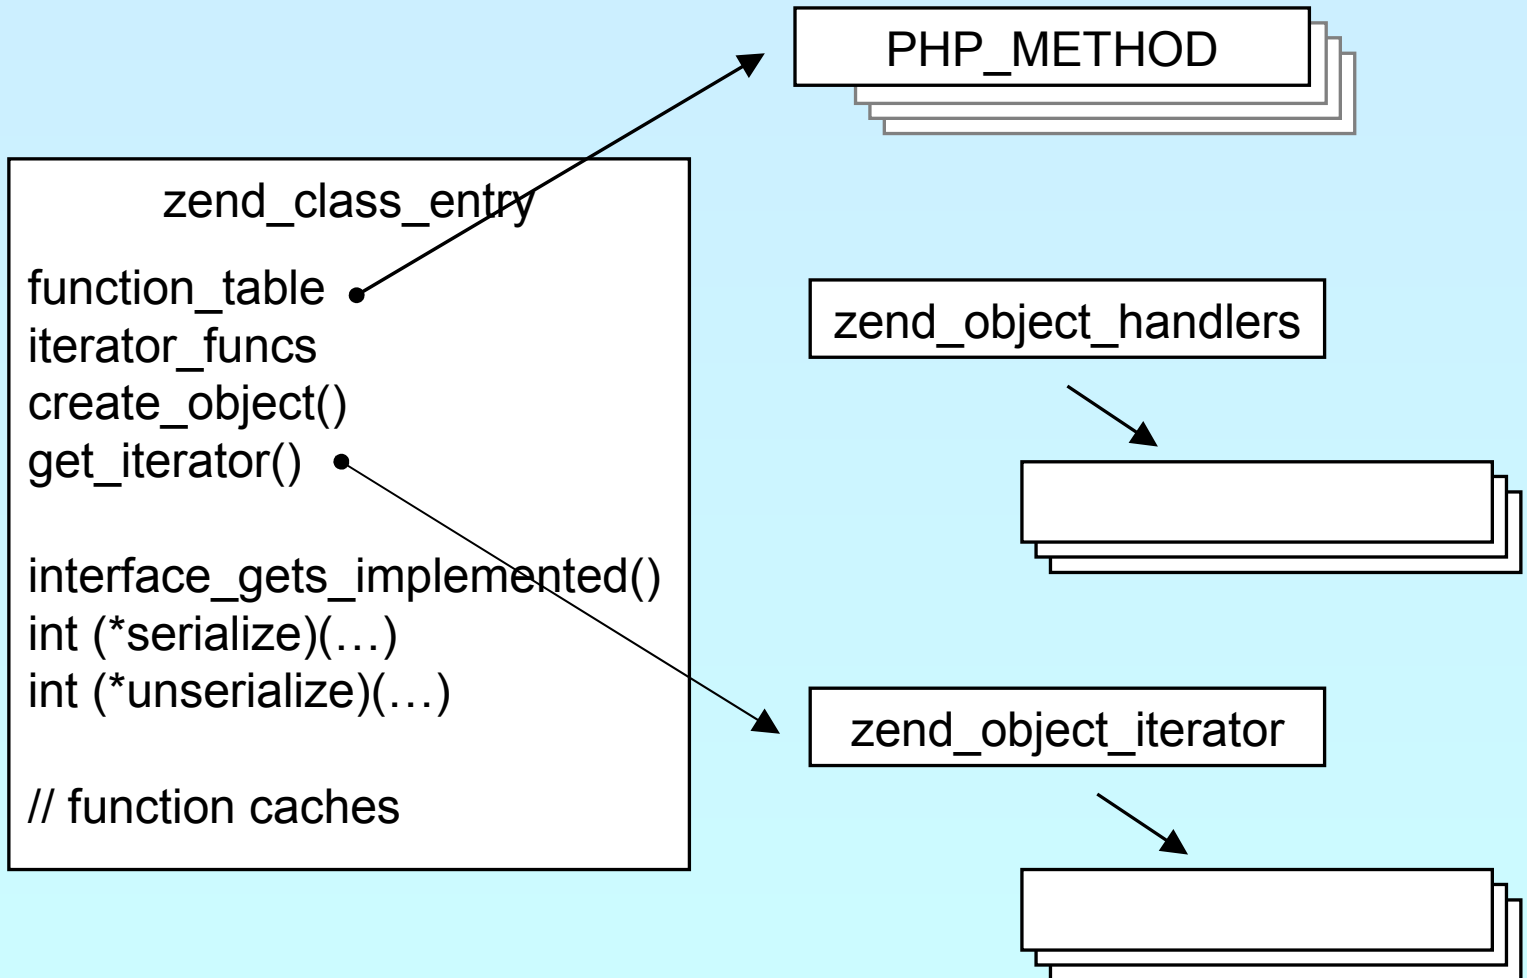 PHP_METHOD
zend_class_entry
function_table
iterator_funcs
create_object()
get_iterator()
interface_gets_implemented()
int (*serialize)(…)
int (*unserialize)(…)
// function caches
zend_object_handlers
zend_object_iterator